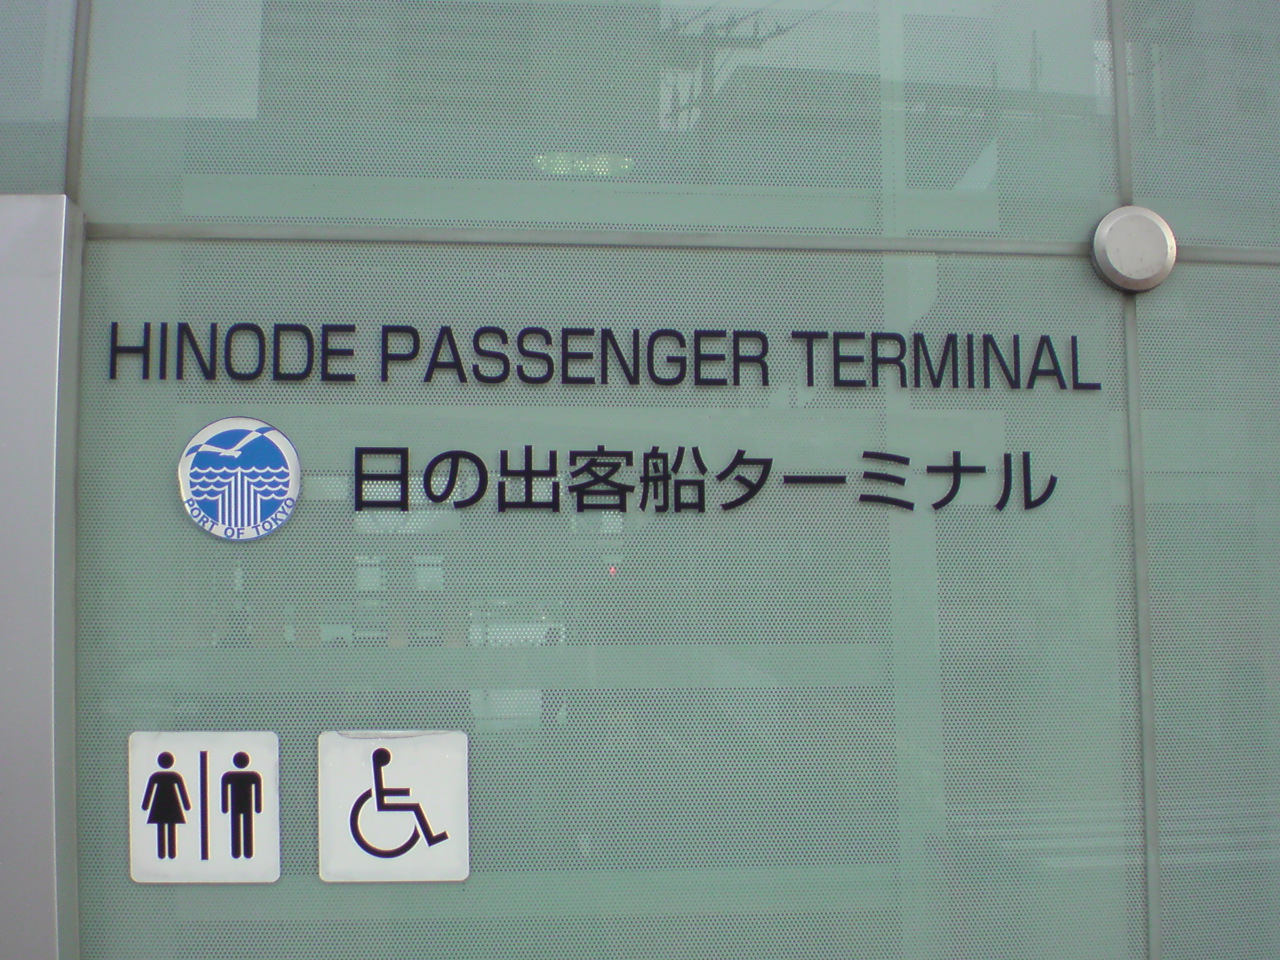 HINODE PASSENGER TERMINAL
日の出客船ターミナル
PORT OF TOKYO